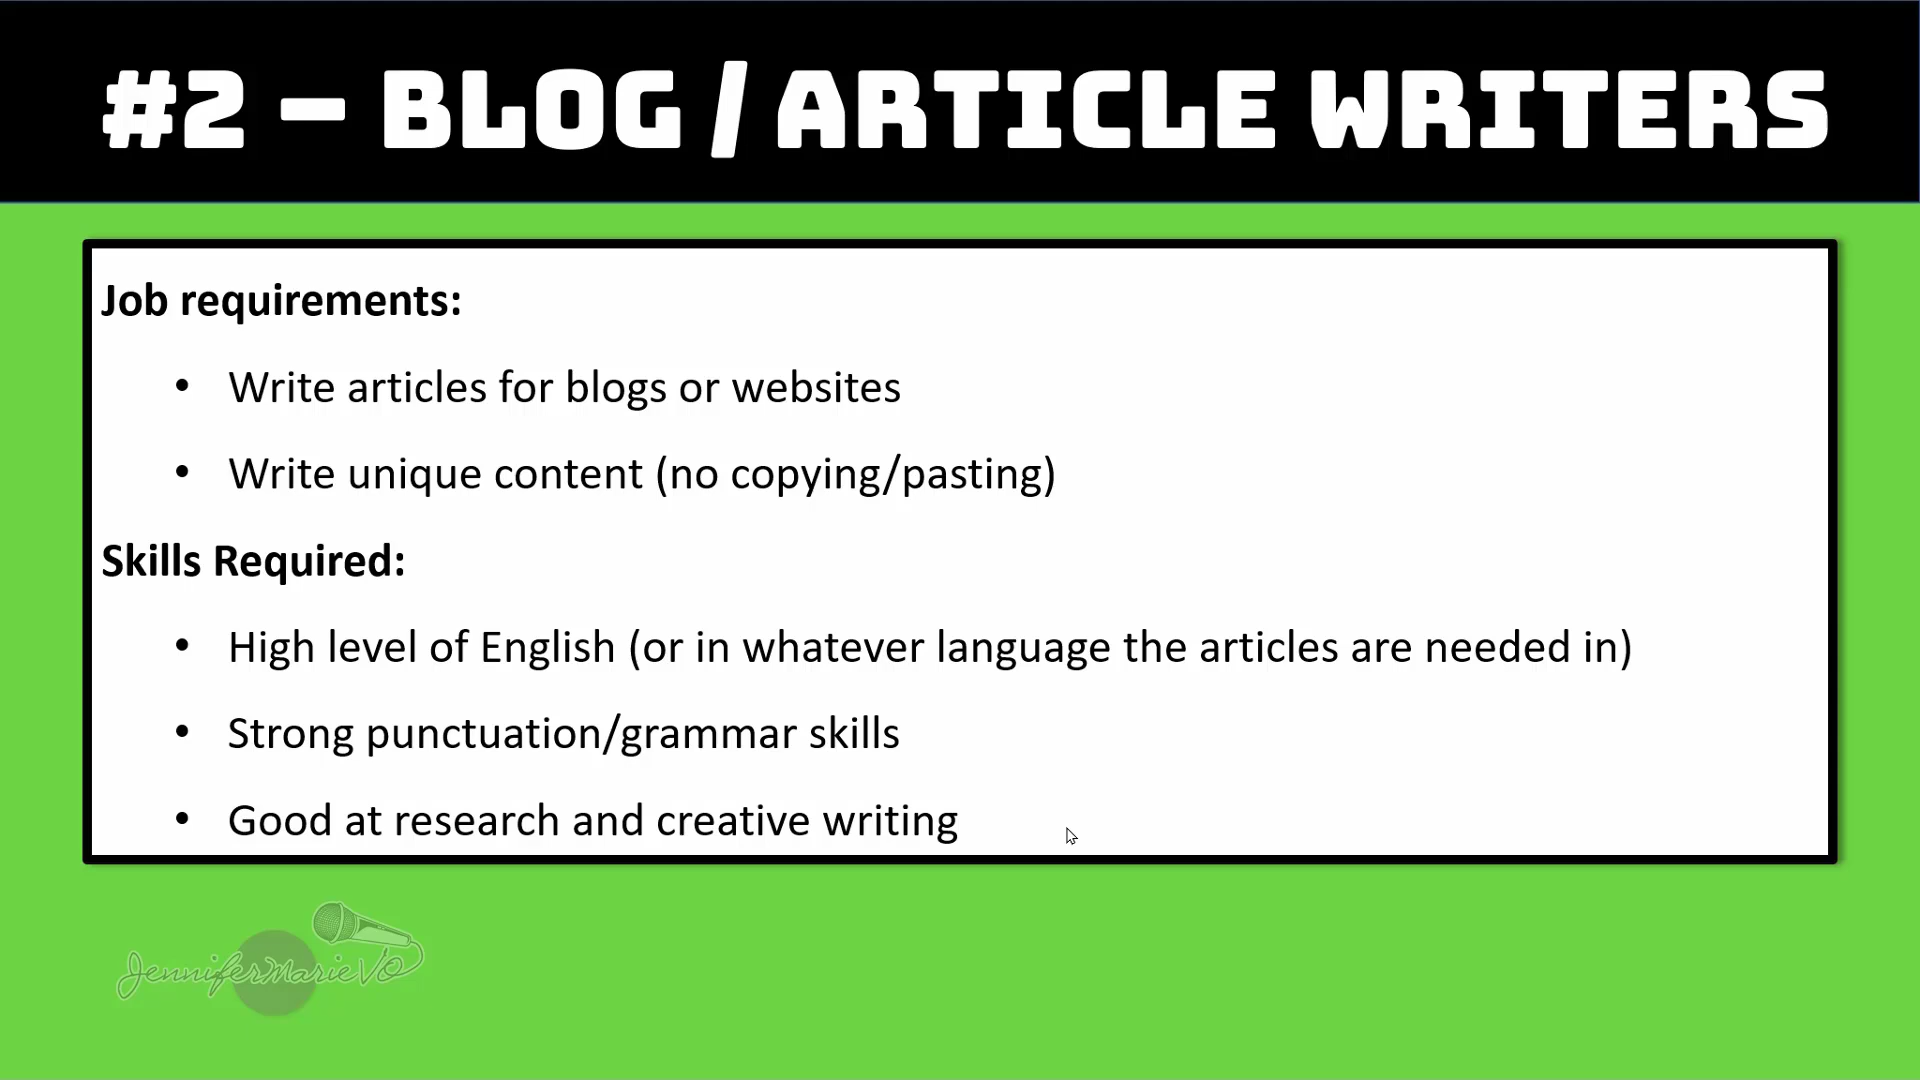 #2 – BLOG / ARTICLE WRITERS
Job requirements:
• Write articles for blogs or websites
• Write unique content (no copying/pasting)
Skills Required:
• High level of English (or in whatever language the articles are needed in)
• Strong punctuation/grammar skills
• Good at research and creative writing
JenniferMarieVO